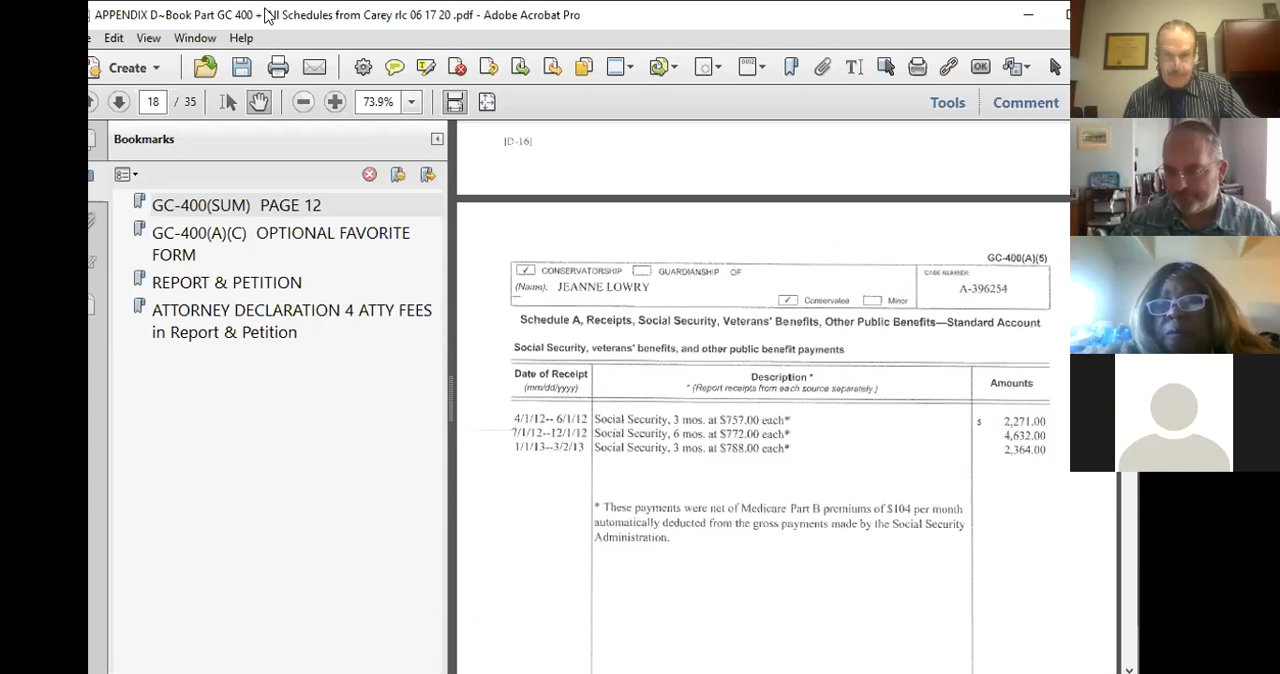 APPENDIX D~Book Part GC 400 + ll Schedules from Carey rlc 06 17 20 .pdf - Adobe Acrobat Pro
Edit View Window Help
Create
OK
18 / 35
73.9%
Tools Comment
Bookmarks
GC-400(SUM) PAGE 12
GC-400(A)(C) OPTIONAL FAVORITE
FORM
REPORT & PETITION
ATTORNEY DECLARATION 4 ATTY FEES
in Report & Petition
[D-16]
GC-400(A)(5)
CONSERVATORSHIP GUARDIANSHIP OF
(Name): JEANNE LOWRY
Conservatee Minor
CASE NUMBER:
A-396254
Schedule A, Receipts, Social Security, Veterans' Benefits, Other Public Benefits—Standard Account
Social Security, veterans' benefits, and other public benefit payments
Date of Receipt
(mm/dd/yyyy)
Description *
* (Report receipts from each source separately.)
Amounts
4/1/12-- 6/1/12 Social Security, 3 mos. at $757.00 each* $ 2,271.00
7/1/12--12/1/12 Social Security, 6 mos. at $772.00 each* 4,632.00
1/1/13--3/2/13 Social Security, 3 mos. at $788.00 each* 2,364.00
* These payments were net of Medicare Part B premiums of $104 per month
automatically deducted from the gross payments made by the Social Security
Administration.